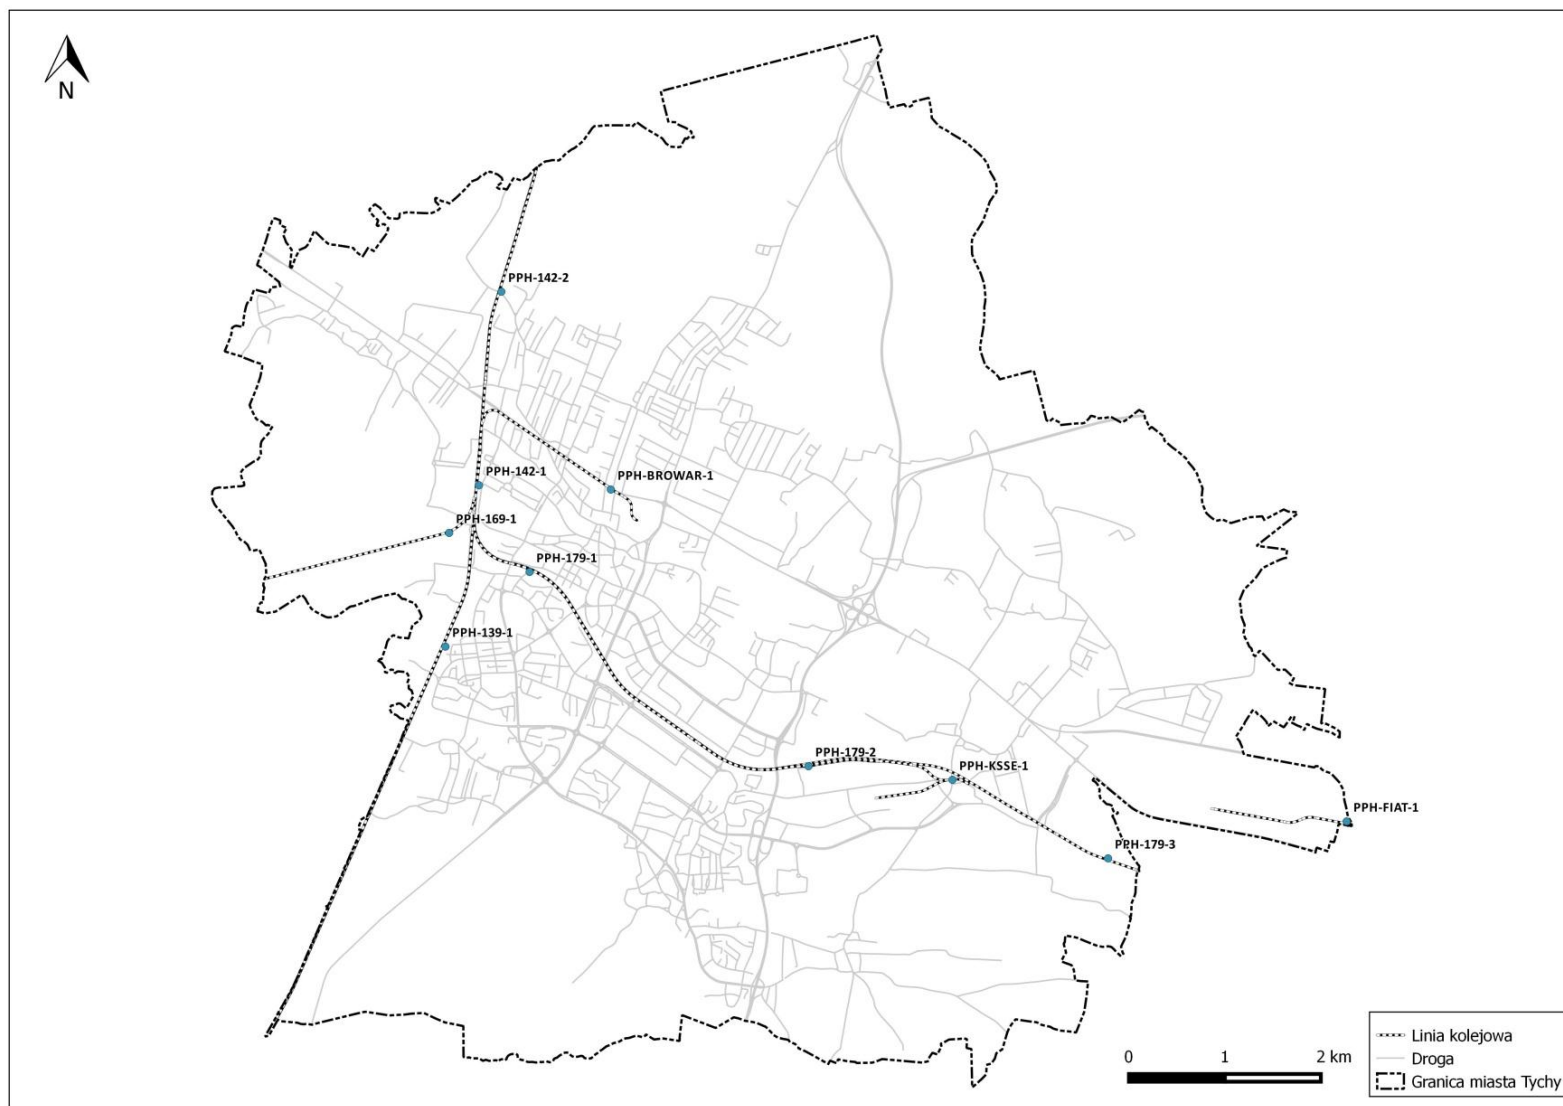 N
PPH-142-2
PPH-142-1
PPH-BROWAR-1
PPH-169-1
PPH-179-1
PPH-139-1
PPH-179-2
PPH-KSSE-1
PPH-FIAT-1
PPH-179-3
0 1 2 km
Linia kolejowa
Droga
Granica miasta Tychy